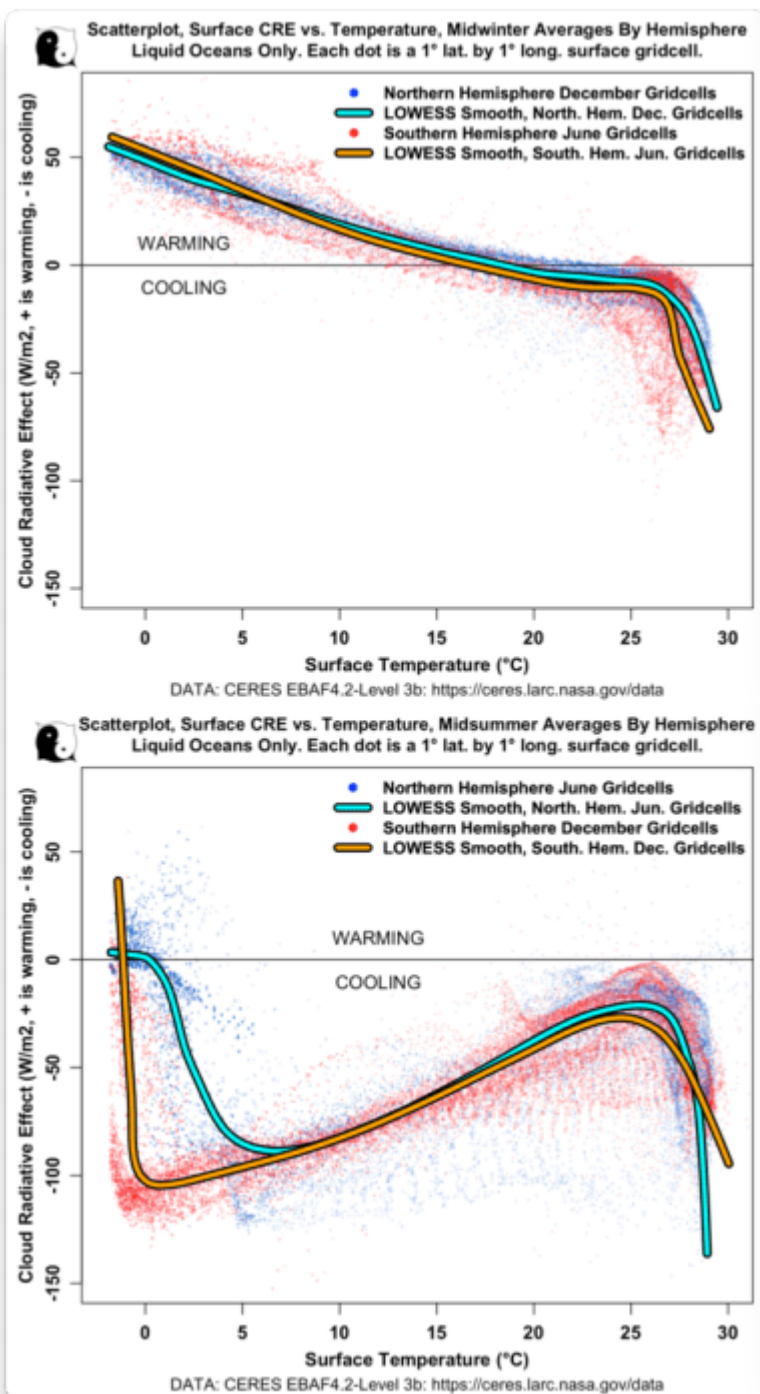 Scatterplot, Surface CRE vs. Temperature, Midwinter Averages By Hemisphere
Liquid Oceans Only. Each dot is a 1° lat. by 1° long. surface gridcell.
Northern Hemisphere December Gridcells
LOWESS Smooth, North. Hem. Dec. Gridcells
Southern Hemisphere June Gridcells
LOWESS Smooth, South. Hem. Jun. Gridcells
Cloud Radiative Effect (W/m2, + is warming, - is cooling)
50
0
-50
-100
-150
WARMING
COOLING
0 5 10 15 20 25 30
Surface Temperature (°C)
DATA: CERES EBAF4.2-Level 3b: https://ceres.larc.nasa.gov/data
Scatterplot, Surface CRE vs. Temperature, Midsummer Averages By Hemisphere
Liquid Oceans Only. Each dot is a 1° lat. by 1° long. surface gridcell.
Northern Hemisphere June Gridcells
LOWESS Smooth, North. Hem. Jun. Gridcells
Southern Hemisphere December Gridcells
LOWESS Smooth, South. Hem. Dec. Gridcells
Cloud Radiative Effect (W/m2, + is warming, - is cooling)
50
0
-50
-100
-150
WARMING
COOLING
0 5 10 15 20 25 30
Surface Temperature (°C)
DATA: CERES EBAF4.2-Level 3b: https://ceres.larc.nasa.gov/data